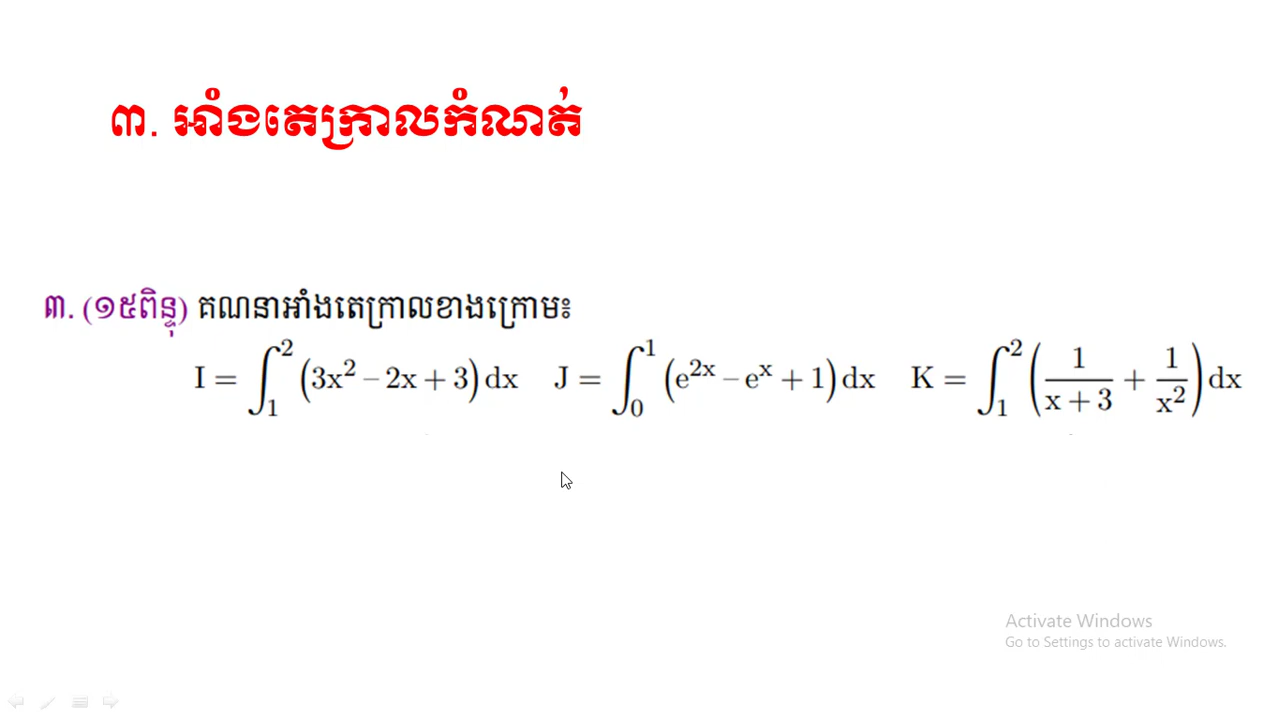 ៣. អាំងតេក្រាលកំណត់
៣. (១៥ពិន្ទុ) គណនាអាំងតេក្រាលខាងក្រោម៖
I = ∫₁² (3x² – 2x + 3) dx J = ∫₀¹ (e²ˣ – eˣ + 1) dx K = ∫₁² (1/(x + 3) + 1/x²) dx
Activate Windows
Go to Settings to activate Windows.